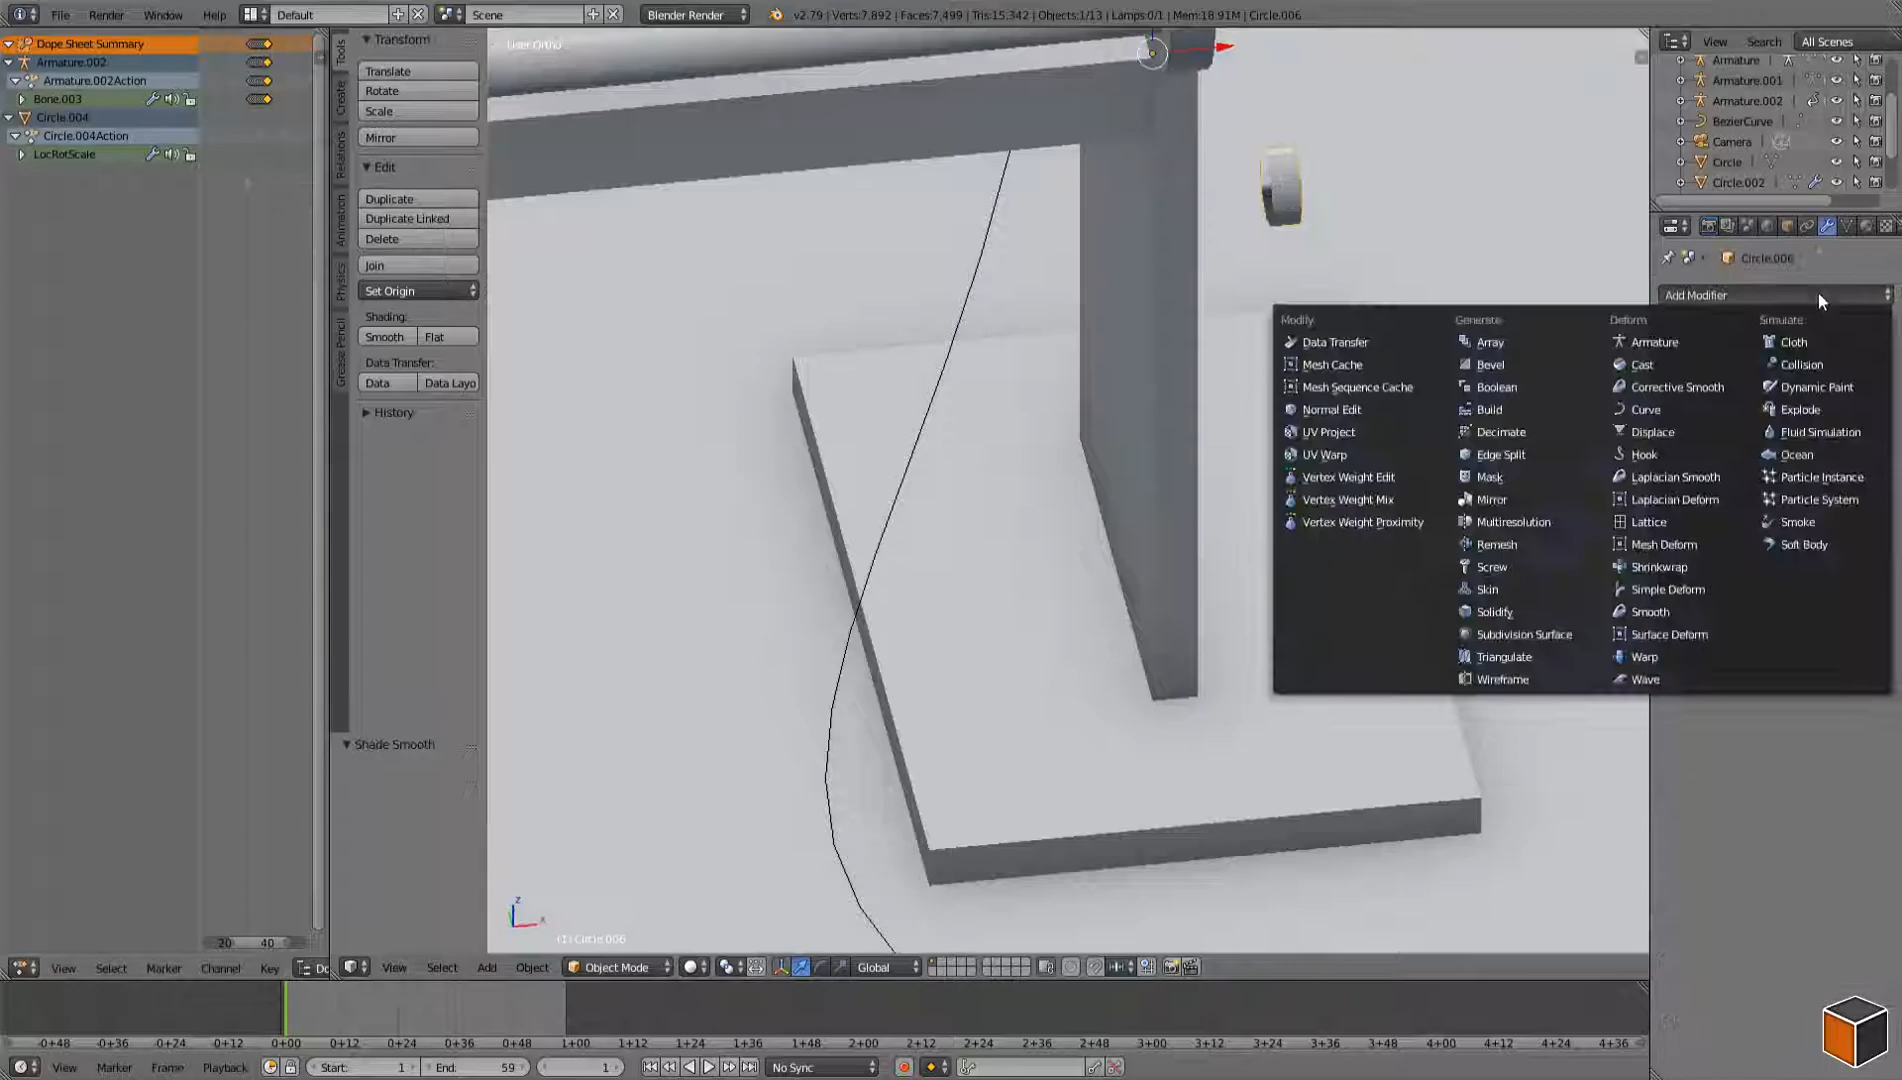 File Render Window Help Default Scene Blender Render v2.79 | Verts:7,892 | Faces:7,499 | Tris:15,342 | Objects:1/13 | Lamps:0/1 | Mem:18.91M | Circle.006
Dope Sheet Summary
Armature.002
Armature.002Action
Bone.003
Circle.004
Circle.004Action
LocRotScale
20 40
Tools
Create
Relations
Animation
Physics
Grease Pencil
Transform
Translate
Rotate
Scale
Mirror
Edit
Duplicate
Duplicate Linked
Delete
Join
Set Origin
Shading:
Smooth Flat
Data Transfer:
Data Data Layo
History
Shade Smooth
User Ortho
z
x
(1) Circle.006
View Search All Scenes
Armature
Armature.001
Armature.002
BezierCurve
Camera
Circle
Circle.002
Circle.006
Add Modifier
Modify
Data Transfer
Mesh Cache
Mesh Sequence Cache
Normal Edit
UV Project
UV Warp
Vertex Weight Edit
Vertex Weight Mix
Vertex Weight Proximity
Generate
Array
Bevel
Boolean
Build
Decimate
Edge Split
Mask
Mirror
Multiresolution
Remesh
Screw
Skin
Solidify
Subdivision Surface
Triangulate
Wireframe
Deform
Armature
Cast
Corrective Smooth
Curve
Displace
Hook
Laplacian Smooth
Laplacian Deform
Lattice
Mesh Deform
Shrinkwrap
Simple Deform
Smooth
Surface Deform
Warp
Wave
Simulate
Cloth
Collision
Dynamic Paint
Explode
Fluid Simulation
Ocean
Particle Instance
Particle System
Smoke
Soft Body
View Select Marker Channel Key Do
View Select Add Object Object Mode Global
-0+48 -0+36 -0+24 -0+12 0+00 0+12 0+24 0+36 0+48 1+00 1+12 1+24 1+36 1+48 2+00 2+12 2+24 2+36 2+48 3+00 3+12 3+24 3+36 3+48 4+00 4+12 4+24 4+36
View Marker Frame Playback Start: 1 End: 59 1 No Sync